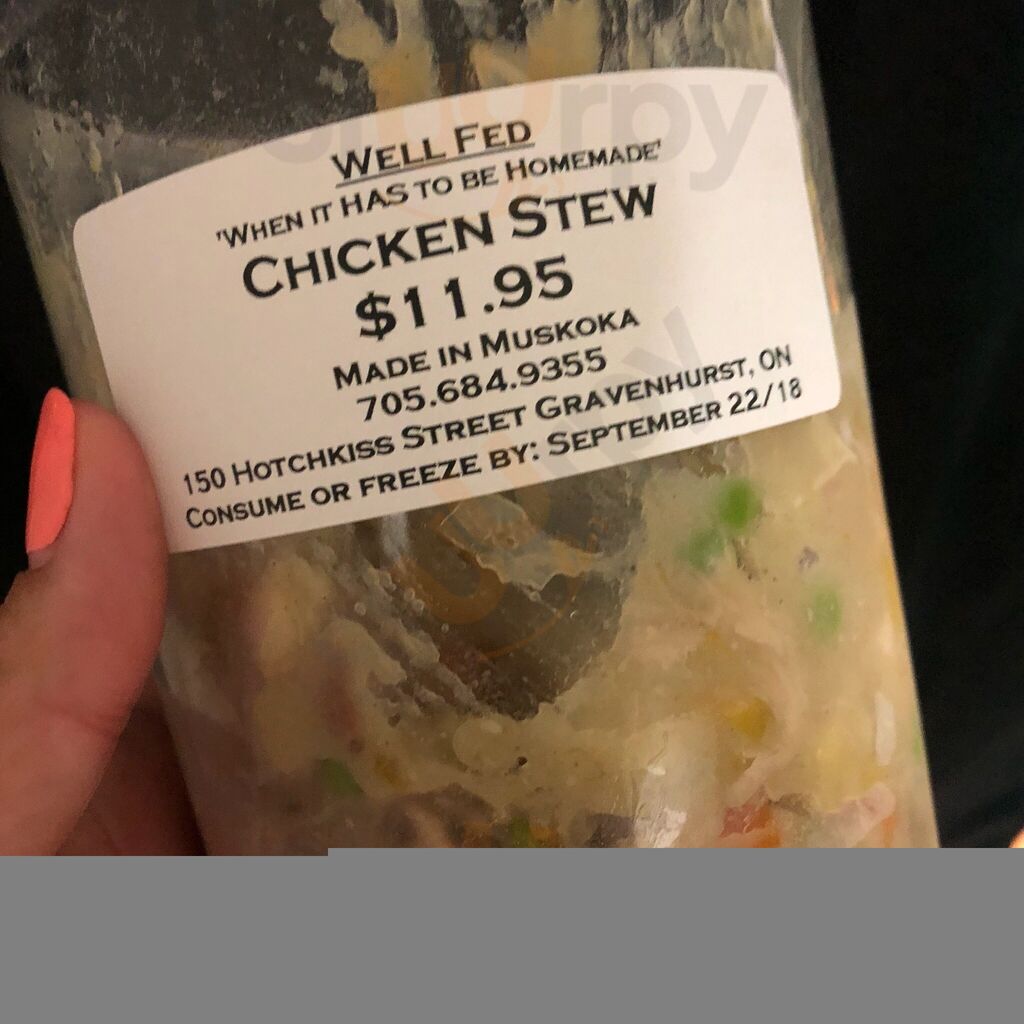 WELL FED
'WHEN IT HAS TO BE HOMEMADE'
CHICKEN STEW
$11.95
MADE IN MUSKOKA
705.684.9355
150 HOTCHKISS STREET GRAVENHURST, ON
CONSUME OR FREEZE BY: SEPTEMBER 22/18